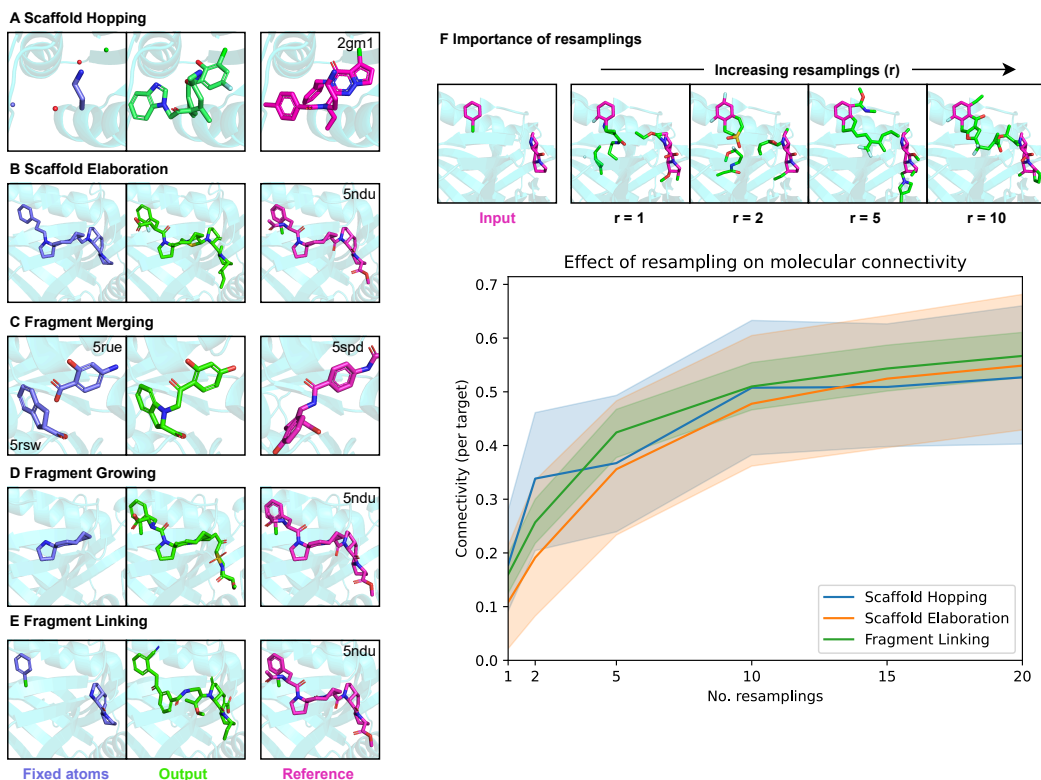 A Scaffold Hopping
2gm1
B Scaffold Elaboration
5ndu
C Fragment Merging
5rue
5rsw
5spd
D Fragment Growing
5ndu
E Fragment Linking
5ndu
Fixed atoms
Output
Reference
F Importance of resamplings
Increasing resamplings (r)
Input
r = 1
r = 2
r = 5
r = 10
Effect of resampling on molecular connectivity
Connectivity (per target)
0.7
0.6
0.5
0.4
0.3
0.2
0.1
0.0
1
2
5
10
15
20
No. resamplings
Scaffold Hopping
Scaffold Elaboration
Fragment Linking